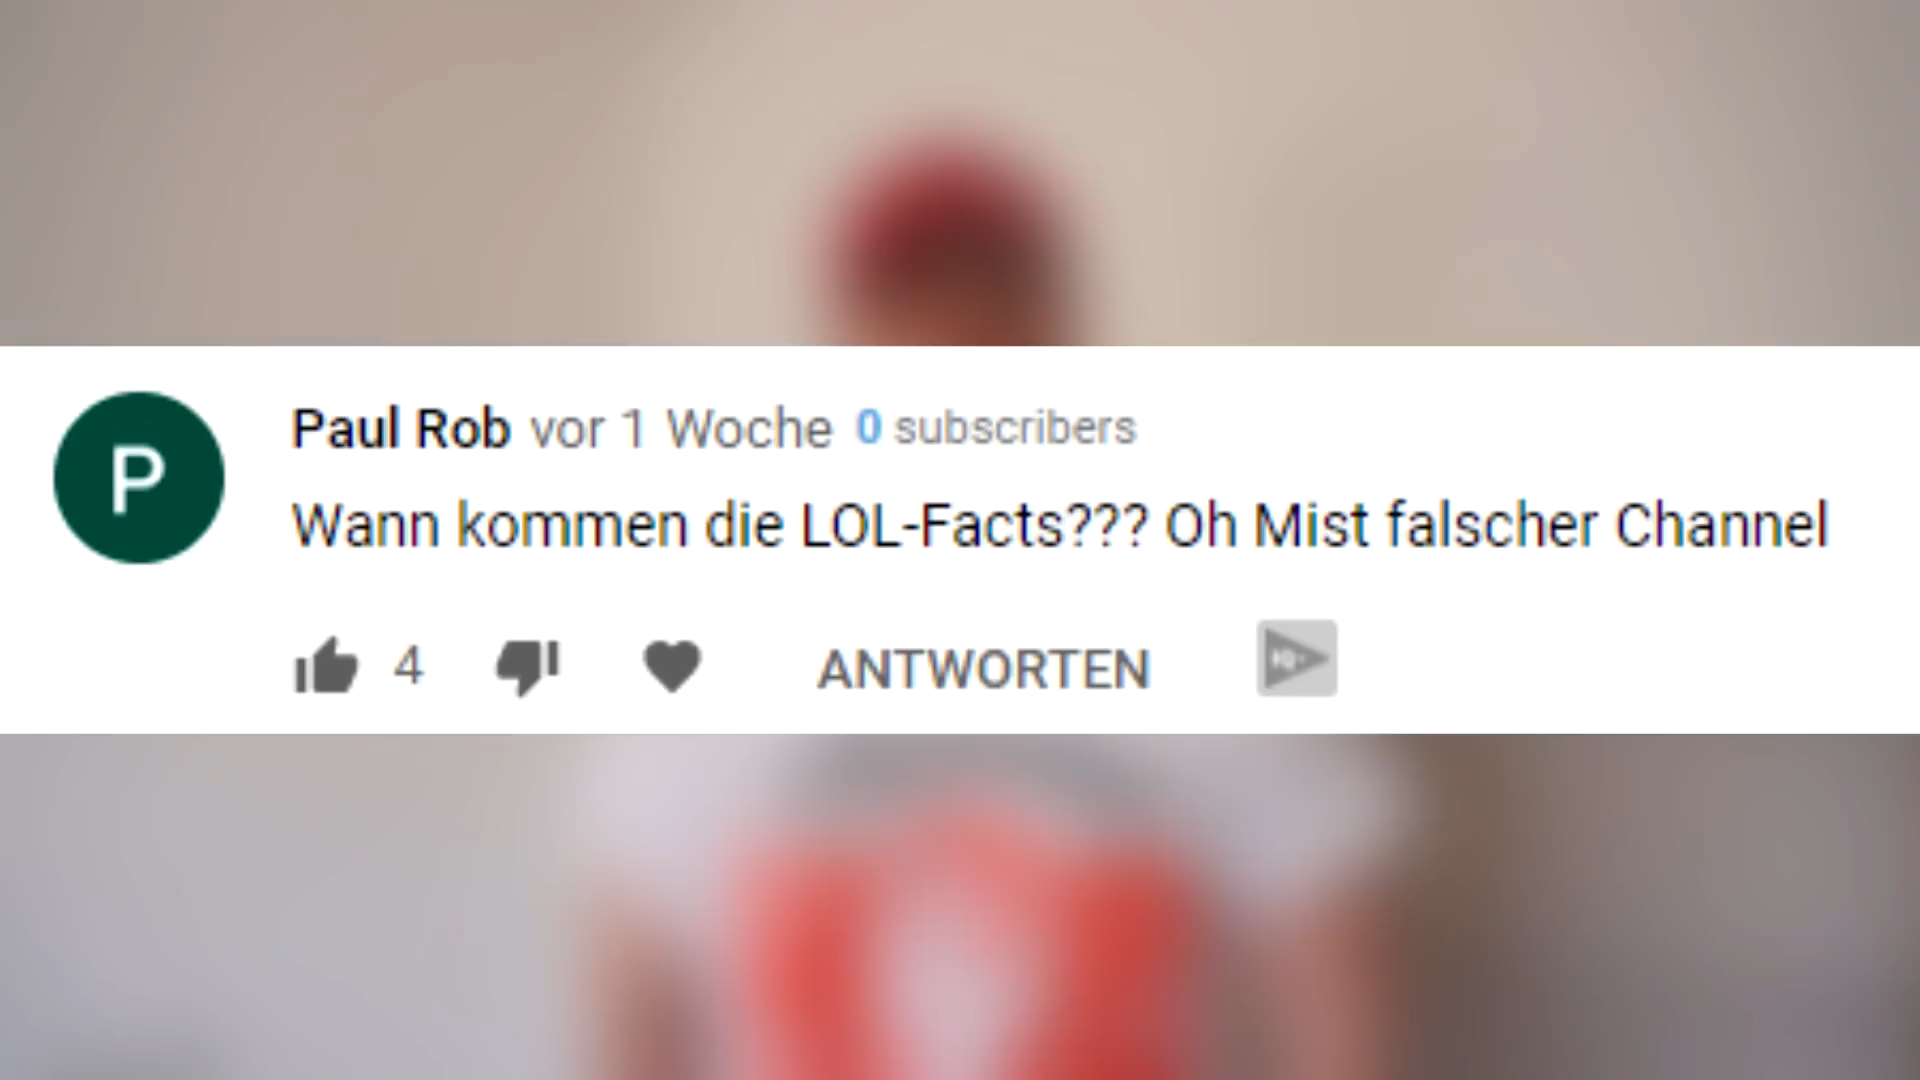 P
Paul Rob vor 1 Woche 0 subscribers
Wann kommen die LOL-Facts??? Oh Mist falscher Channel
4 ANTWORTEN